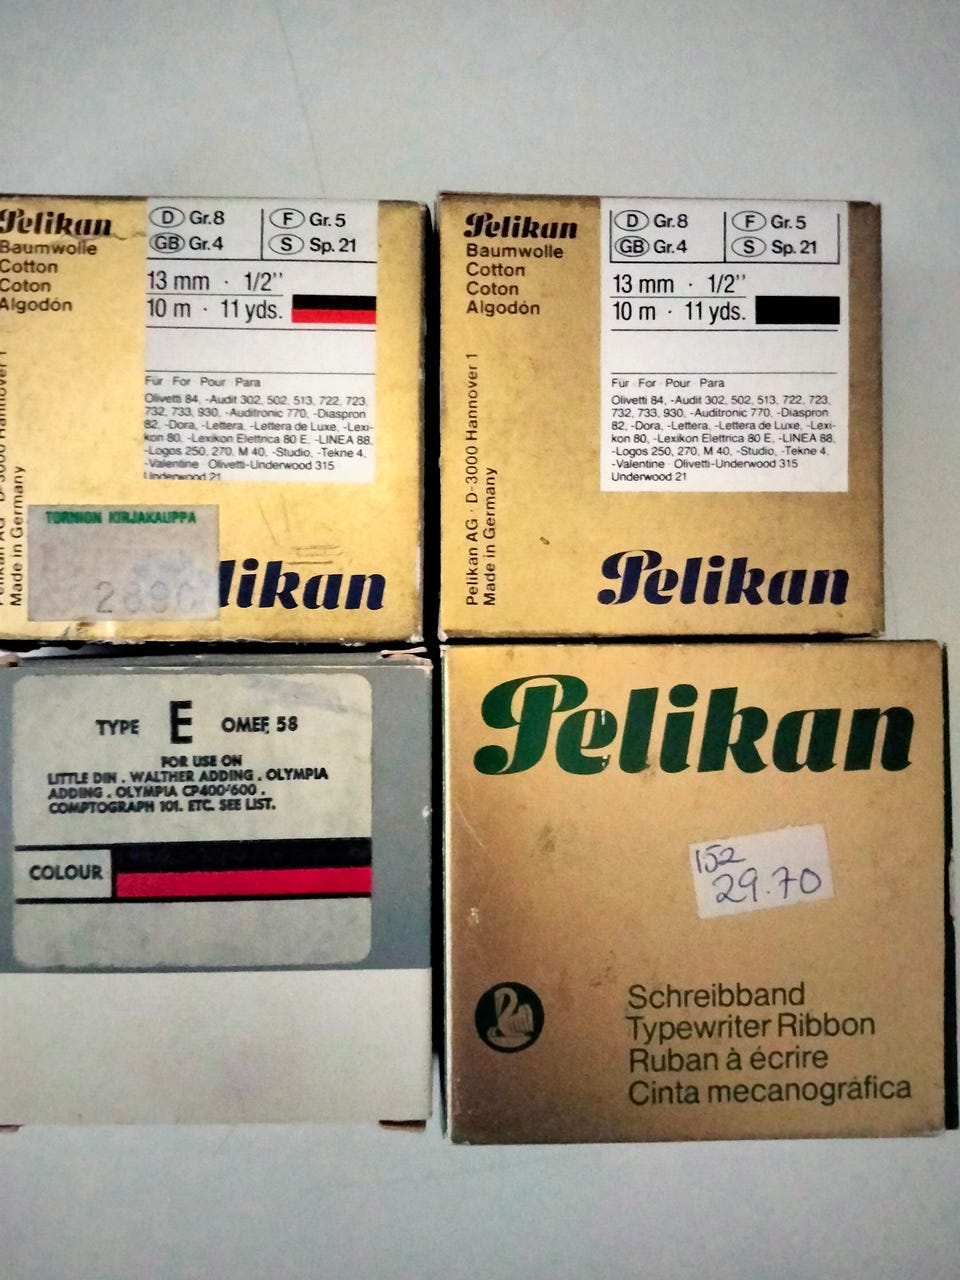 Pelikan
Baumwolle
Cotton
Coton
Algodón
D Gr.8 F Gr.5
GB Gr.4 S Sp.21
13 mm · 1/2’’
10 m · 11 yds.
Für For Pour Para
Olivetti 84, -Audit 302, 502, 513, 722, 723,
732, 733, 930, -Auditronic 770, -Diaspron
82, -Dora, -Lettera, -Lettera de Luxe, -Lexi-
kon 80, -Lexikon Elettrica 80 E, -LINEA 88,
-Logos 250, 270, M 40, -Studio, -Tekne 4,
-Valentine Olivetti-Underwood 315
Underwood 21
Pelikan AG · D-3000 Hannover 1
Made in Germany
TORNION KIRJAKAUPPA
likan
Pelikan
Baumwolle
Cotton
Coton
Algodón
D Gr.8 F Gr.5
GB Gr.4 S Sp.21
13 mm · 1/2’’
10 m · 11 yds.
Für For Pour Para
Olivetti 84, -Audit 302, 502, 513, 722, 723,
732, 733, 930, -Auditronic 770, -Diaspron
82, -Dora, -Lettera, -Lettera de Luxe, -Lexi-
kon 80, -Lexikon Elettrica 80 E, -LINEA 88,
-Logos 250, 270, M 40, -Studio, -Tekne 4,
-Valentine Olivetti-Underwood 315
Underwood 21
Pelikan AG · D-3000 Hannover 1
Made in Germany
Pelikan
TYPE E OMEF. 58
FOR USE ON
LITTLE DIN . WALTHER ADDING . OLYMPIA
ADDING . OLYMPIA CP400/600 .
COMPTOGRAPH 101. ETC. SEE LIST.
COLOUR
Pelikan
152
29.70
Schreibband
Typewriter Ribbon
Ruban à écrire
Cinta mecanográfica